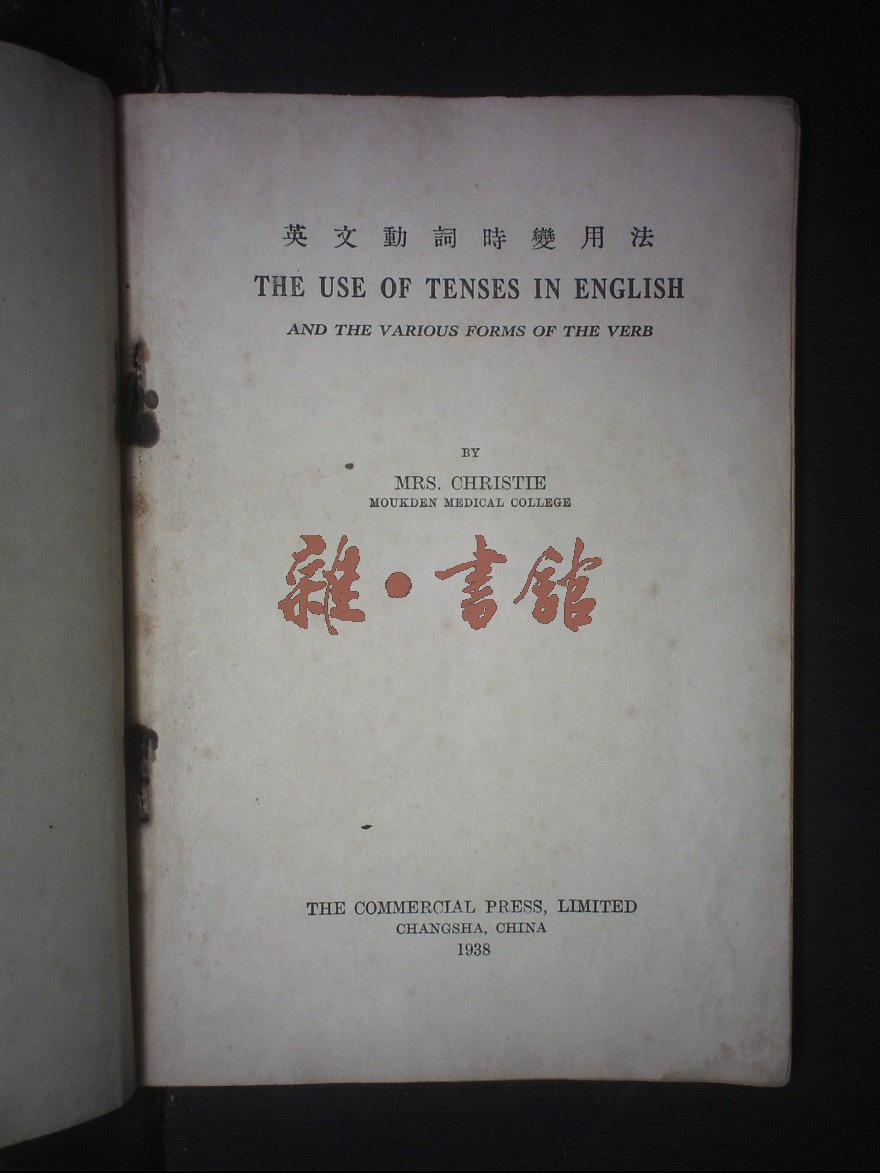 英文動詞時變用法
THE USE OF TENSES IN ENGLISH
AND THE VARIOUS FORMS OF THE VERB
BY
MRS. CHRISTIE
MOUKDEN MEDICAL COLLEGE
雜·書館
THE COMMERCIAL PRESS, LIMITED
CHANGSHA, CHINA
1938